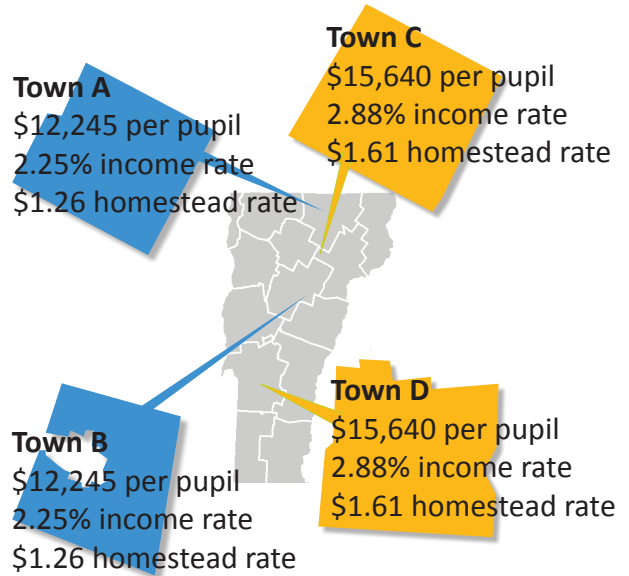 Town A
$12,245 per pupil
2.25% income rate
$1.26 homestead rate
Town C
$15,640 per pupil
2.88% income rate
$1.61 homestead rate
Town B
$12,245 per pupil
2.25% income rate
$1.26 homestead rate
Town D
$15,640 per pupil
2.88% income rate
$1.61 homestead rate